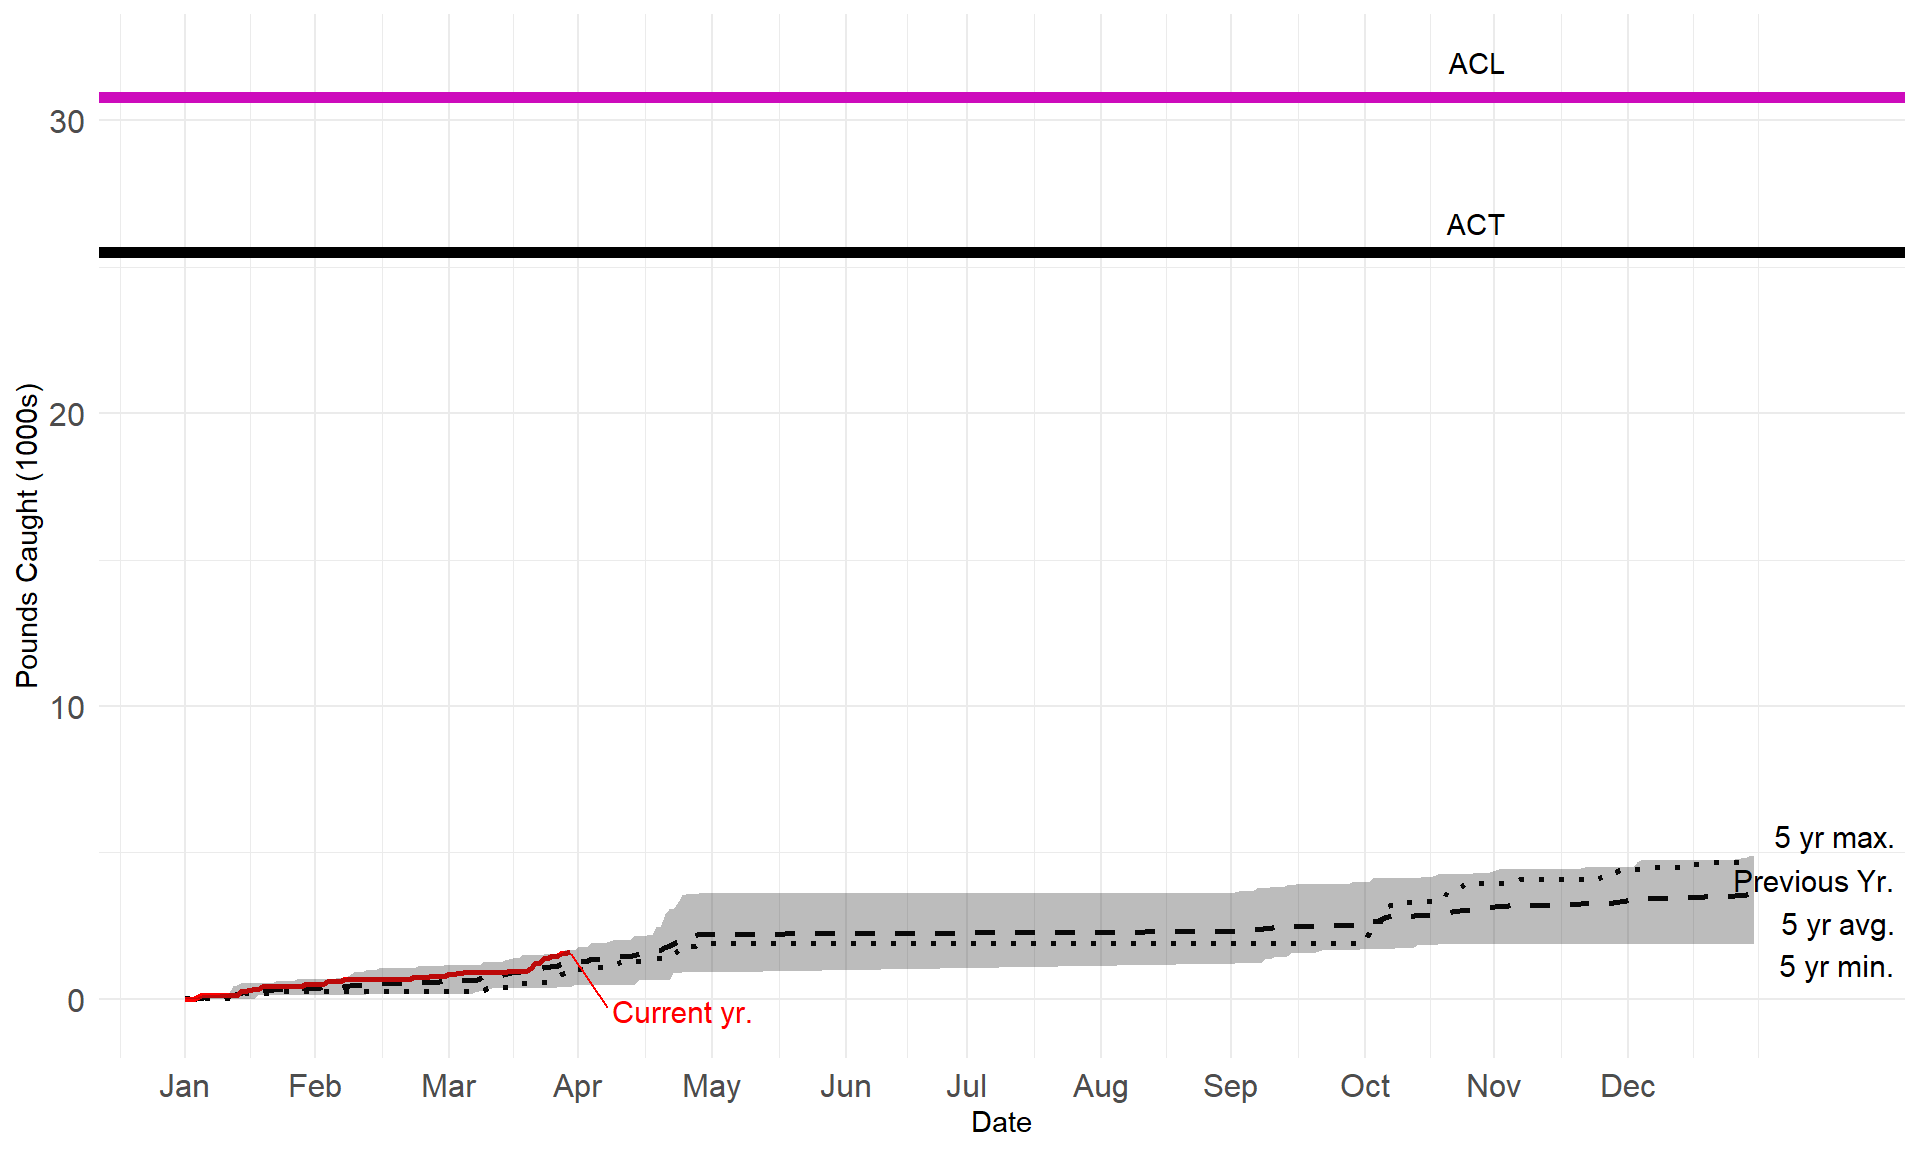 ACL
30
ACT
Pounds Caught (1000s)
20
10
5 yr max.
Previous Yr.
5 yr avg.
5 yr min.
0
Current yr.
Jan Feb Mar Apr May Jun Jul Aug Sep Oct Nov Dec
Date